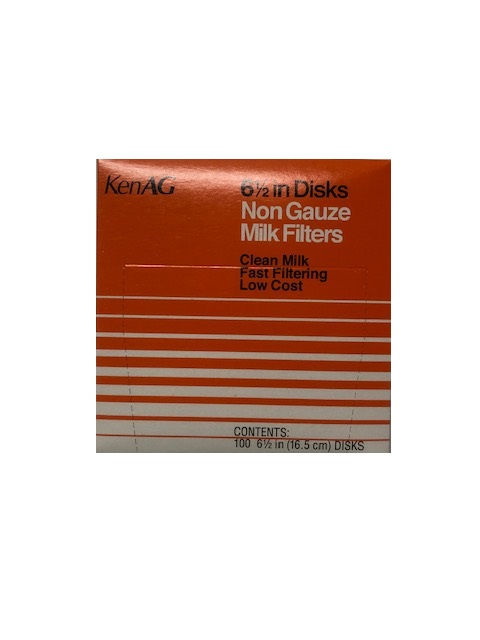 KenAG
6½ in Disks
Non Gauze
Milk Filters
Clean Milk
Fast Filtering
Low Cost
CONTENTS:
100 6½ in (16.5 cm) DISKS